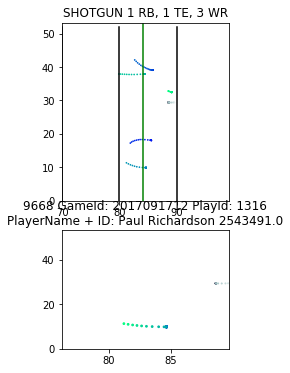 SHOTGUN 1 RB, 1 TE, 3 WR
50
40
30
20
10
0
70 80 90
9668 GameId: 2017091712 PlayId: 1316
PlayerName + ID: Paul Richardson 2543491.0
40
20
0
80 85